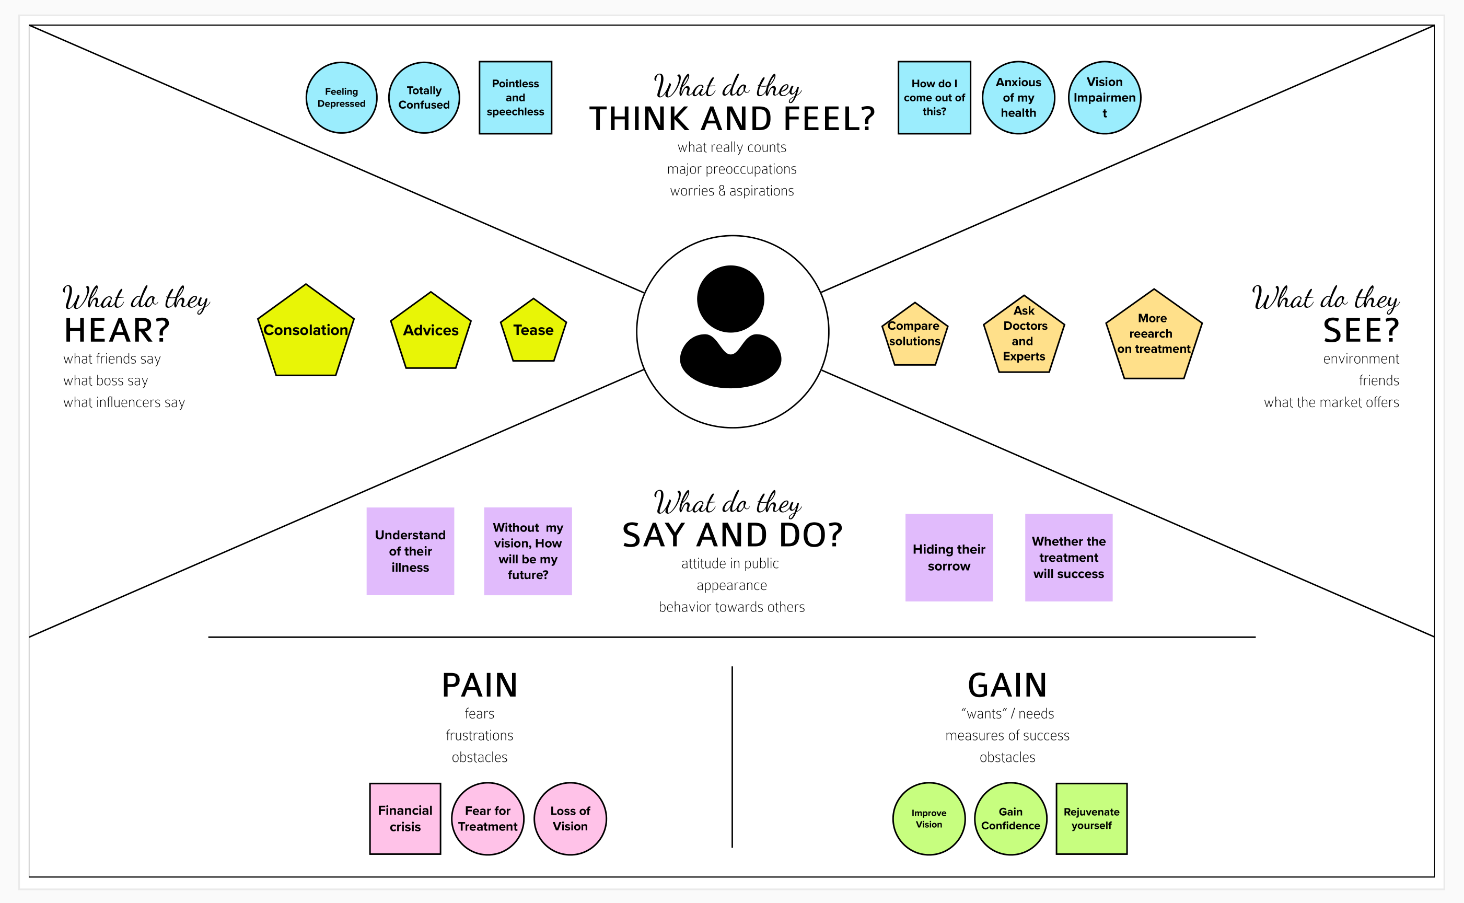 Feeling
Depressed
Totally
Confused
Pointless
and
speechless
What do they
THINK AND FEEL?
what really counts
major preoccupations
worries & aspirations
How do I
come out of
this?
Anxious
of my
health
Vision
Impairmen
t
What do they
HEAR?
what friends say
what boss say
what influencers say
Consolation
Advices
Tease
Compare
solutions
Ask
Doctors
and
Experts
More
reearch
on treatment
What do they
SEE?
environment
friends
what the market offers
Understand
of their
illness
Without my
vision, How
will be my
future?
What do they
SAY AND DO?
attitude in public
appearance
behavior towards others
Hiding their
sorrow
Whether the
treatment
will success
PAIN
fears
frustrations
obstacles
Financial
crisis
Fear for
Treatment
Loss of
Vision
GAIN
“wants” / needs
measures of success
obstacles
Improve
Vision
Gain
Confidence
Rejuvenate
yourself